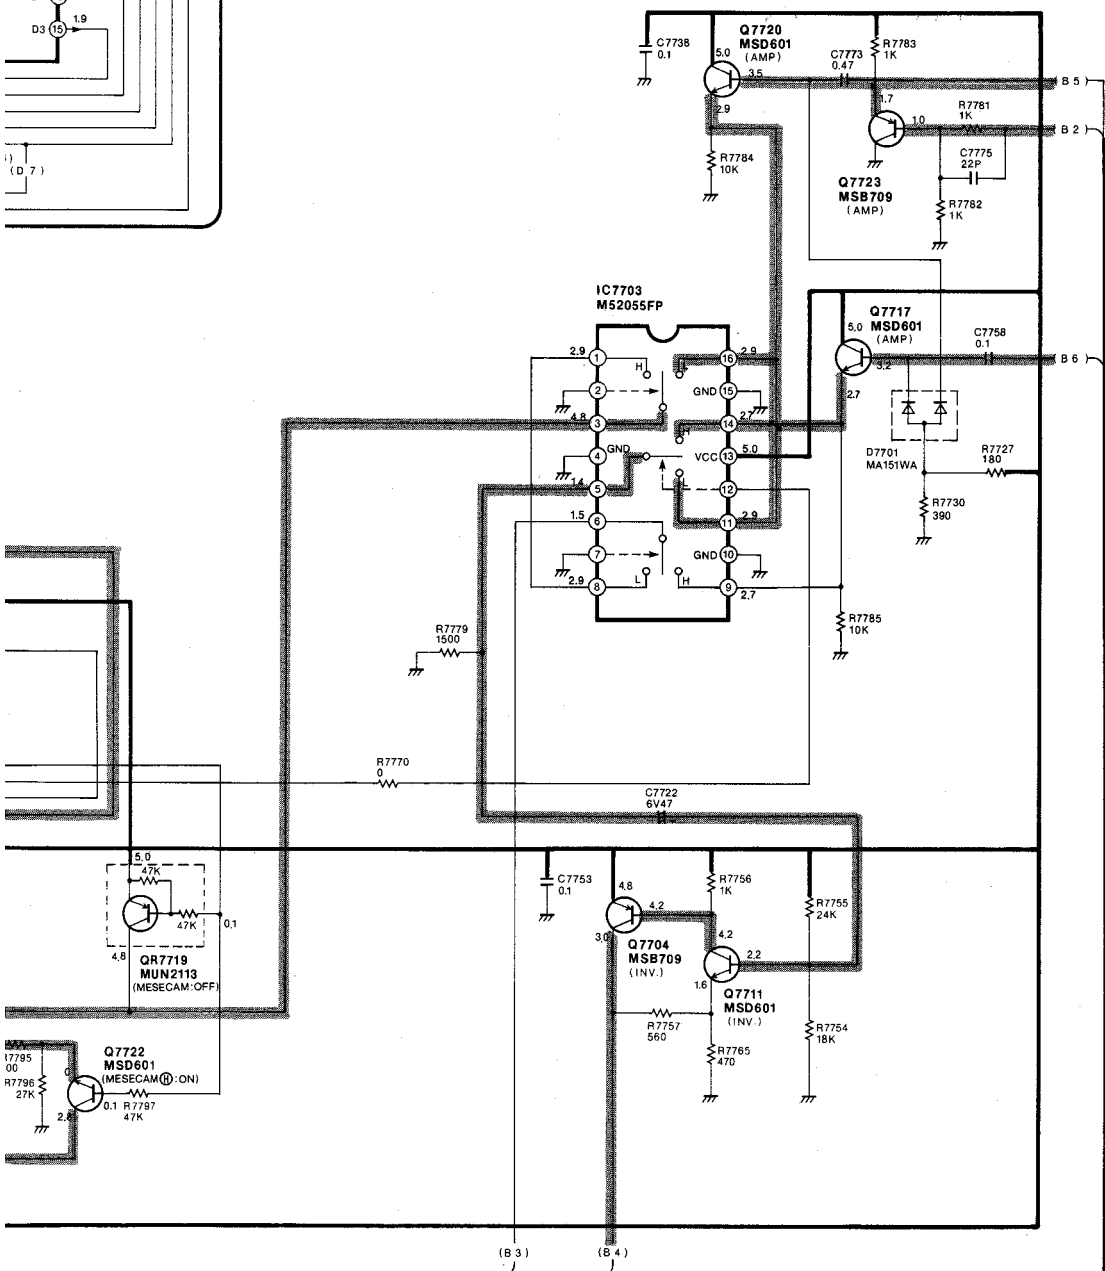 D3 15 1.9
(D 7)
C7738
0.1
5.0
Q7720
MSD601
(AMP)
3.5
2.9
C7773
0.47
R7783
1K
1.7
1.0
R7781
1K
(B 5)
(B 2)
C7775
22P
R7784
10K
Q7723
MSB709
(AMP)
R7782
1K
IC7703
M52055FP
Q7717
MSD601
(AMP)
5.0
3.2
2.7
C7758
0.1
(B 6)
2.9 1 H L 16 2.9
2 GND 15
4.8 3 H 14 2.7
4 GND VCC 13 5.0
1.4 5 L 12
1.5 6 11 2.9
7 GND 10
2.9 8 L H 9 2.7
D7701
MA151WA
R7727
180
R7730
390
R7785
10K
R7779
1500
R7770
0
C7722
6V47
5.0
47K
47K
0.1
4.8
QR7719
MUN2113
(MESECAM:OFF)
C7753
0.1
4.8
4.2
3.0
Q7704
MSB709
(INV.)
R7756
1K
4.2
2.2
1.6
Q7711
MSD601
(INV.)
R7755
24K
R7757
560
R7765
470
R7754
18K
R7796
27K
Q7722
MSD601
(MESECAM H :ON)
0.1
R7797
47K
2.8
(B 3)
(B 4)